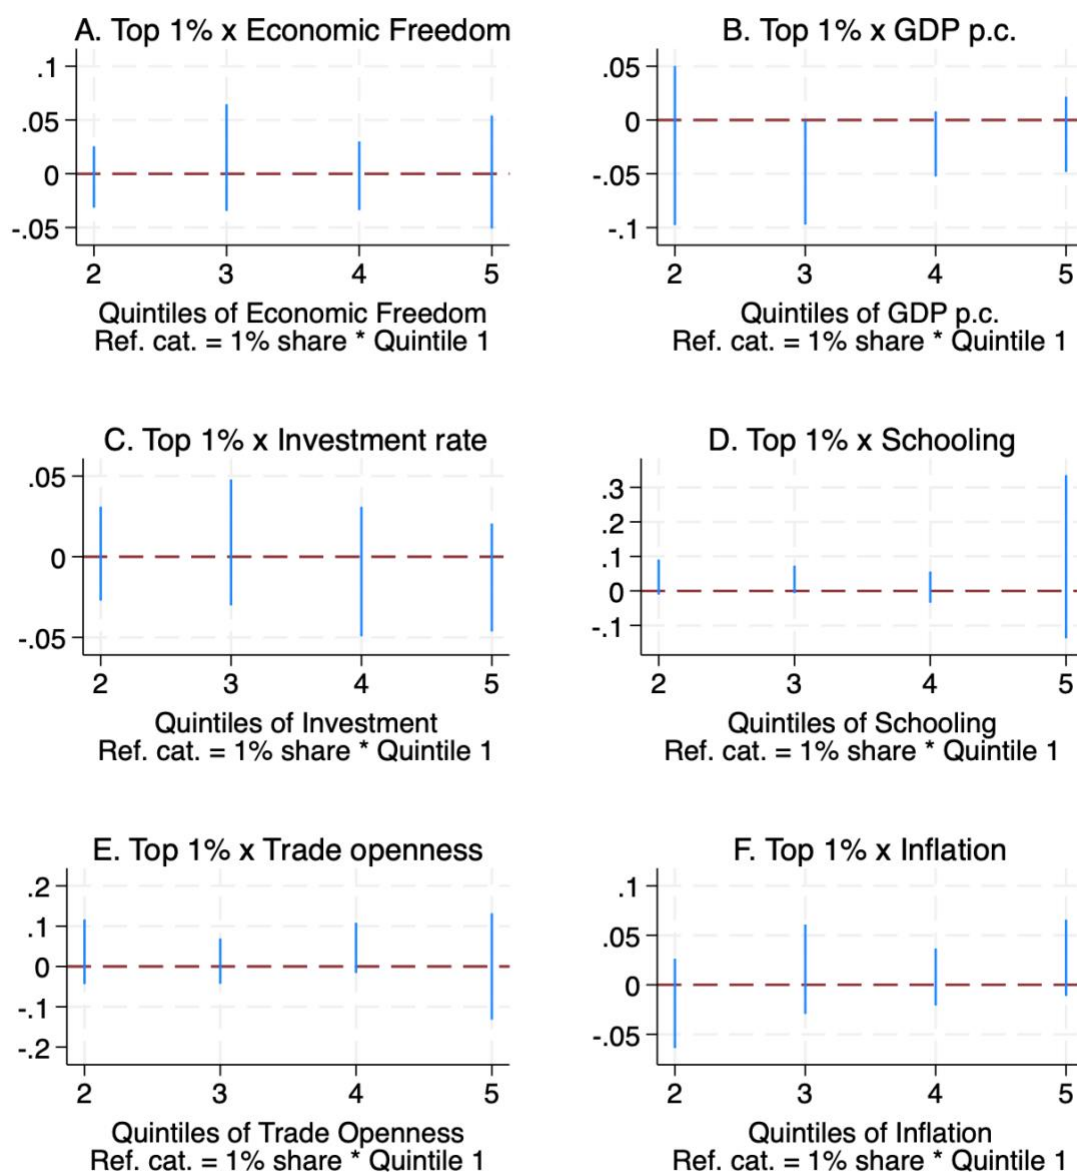 A. Top 1% x Economic Freedom
.1
.05
0
-.05
2 3 4 5
Quintiles of Economic Freedom
Ref. cat. = 1% share * Quintile 1
B. Top 1% x GDP p.c.
.05
0
-.05
-.1
2 3 4 5
Quintiles of GDP p.c.
Ref. cat. = 1% share * Quintile 1
C. Top 1% x Investment rate
.05
0
-.05
2 3 4 5
Quintiles of Investment
Ref. cat. = 1% share * Quintile 1
D. Top 1% x Schooling
.3
.2
.1
0
-.1
2 3 4 5
Quintiles of Schooling
Ref. cat. = 1% share * Quintile 1
E. Top 1% x Trade openness
.2
.1
0
-.1
-.2
2 3 4 5
Quintiles of Trade Openness
Ref. cat. = 1% share * Quintile 1
F. Top 1% x Inflation
.1
.05
0
-.05
2 3 4 5
Quintiles of Inflation
Ref. cat. = 1% share * Quintile 1